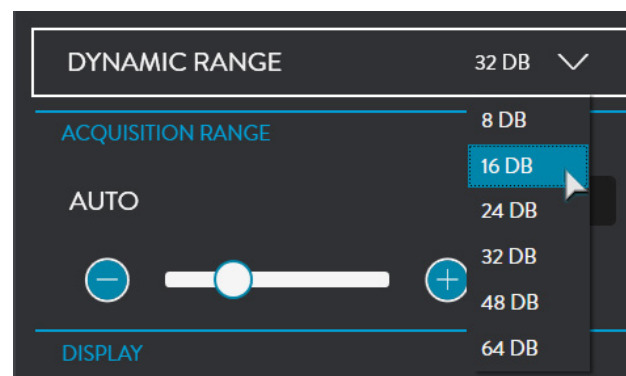 DYNAMIC RANGE 32 DB
ACQUISITION RANGE
AUTO
8 DB
16 DB
24 DB
32 DB
48 DB
64 DB
DISPLAY